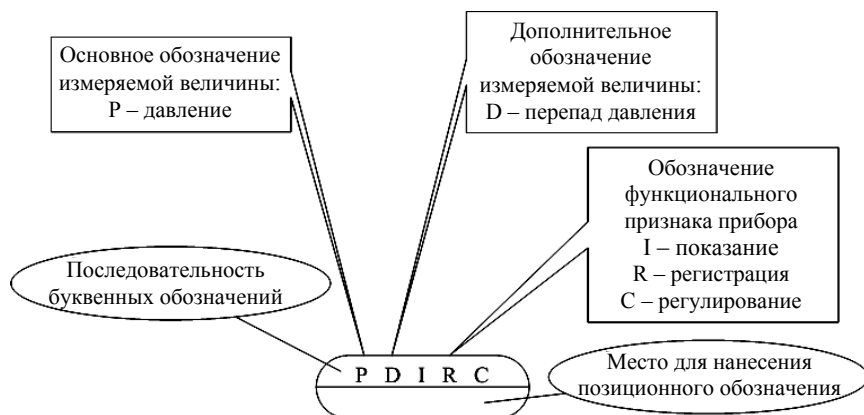 Основное обозначение
измеряемой величины:
P – давление
Дополнительное
обозначение
измеряемой величины:
D – перепад давления
Обозначение
функционального
признака прибора
I – показание
R – регистрация
C – регулирование
Последовательность
буквенных обозначений
P D I R C
Место для нанесения
позиционного обозначения